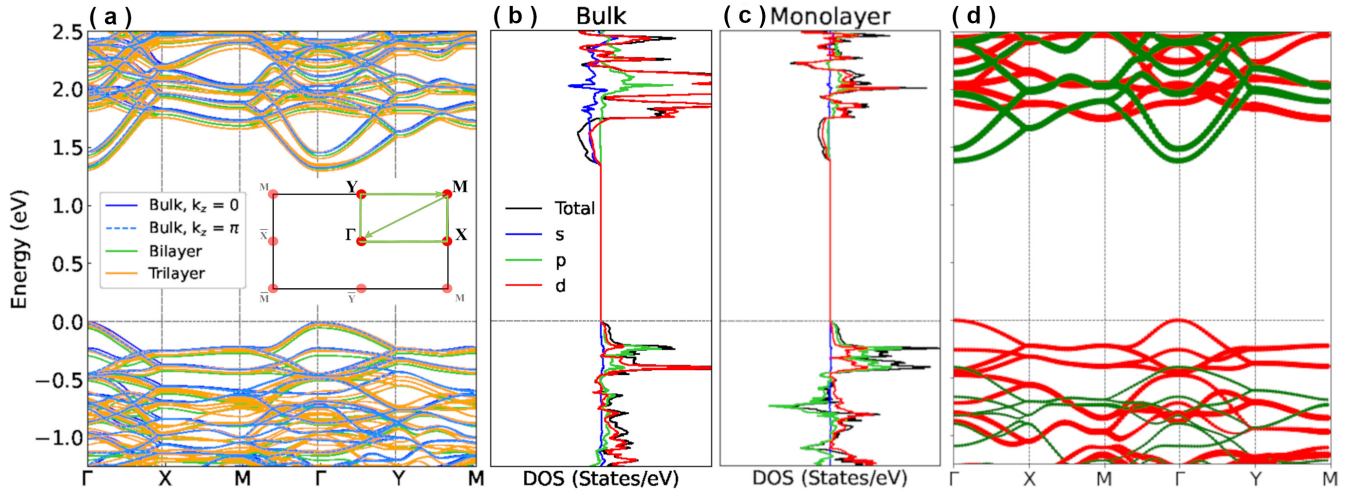 ( a )
( b )
Bulk
( c )
Monolayer
( d )
Energy (eV)
2.5
2.0
1.5
1.0
0.5
0.0
−0.5
−1.0
Bulk, k_z = 0
Bulk, k_z = π
Bilayer
Trilayer
M Y M
X̅ Γ X
M̅ Y̅ M
Total
s
p
d
Γ X M Γ Y M
DOS (States/eV)
DOS (States/eV)
Γ X M Γ Y M